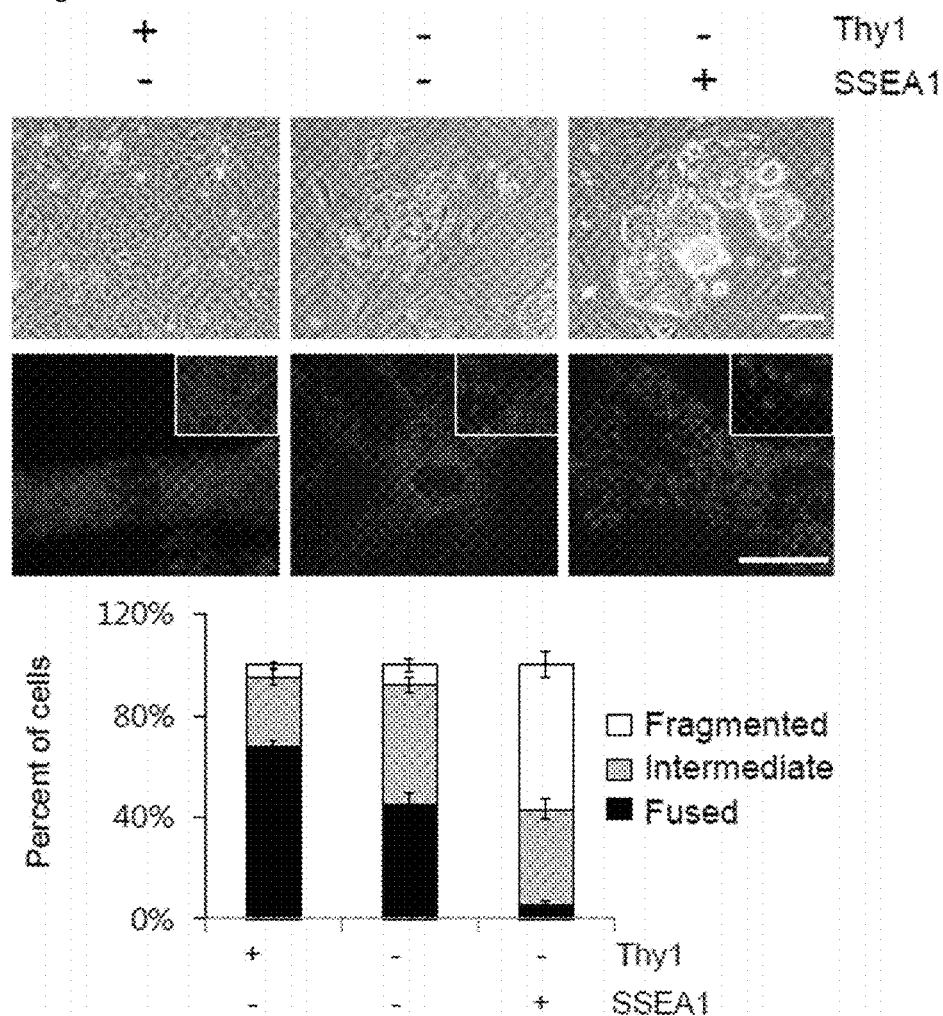 + - - Thy1
- - + SSEA1
120%
80%
40%
0%
Percent of cells
Fragmented
Intermediate
Fused
+ - - Thy1
- - + SSEA1